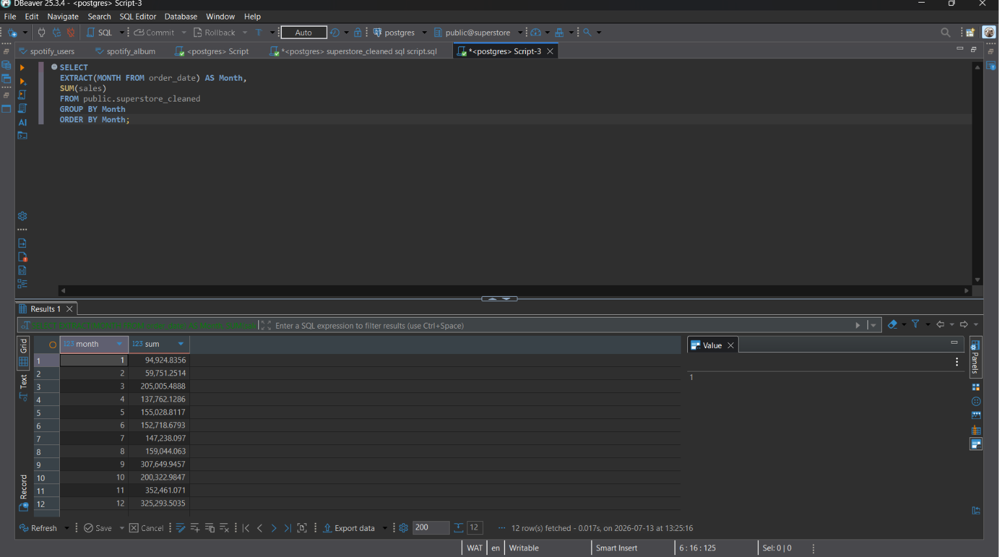 DBeaver 25.3.4 - <postgres> Script-3
File Edit Navigate Search SQL Editor Database Window Help
SQL Commit Rollback T Auto postgres public@superstore
spotify_users spotify_album <postgres> Script *<postgres> superstore_cleaned sql script.sql *<postgres> Script-3
SELECT
EXTRACT(MONTH FROM order_date) AS Month,
SUM(sales)
FROM public.superstore_cleaned
GROUP BY Month
ORDER BY Month;
AI
Results 1
SELECT EXTRACT(MONTH FROM order_date) AS Month, SUM(sal Enter a SQL expression to filter results (use Ctrl+Space)
Grid
Text
Record
123 month 123 sum
1 1 94,924.8356
2 2 59,751.2514
3 3 205,005.4888
4 4 137,762.1286
5 5 155,028.8117
6 6 152,718.6793
7 7 147,238.097
8 8 159,044.063
9 9 307,649.9457
10 10 200,322.9847
11 11 352,461.071
12 12 325,293.5035
Value
1
Panels
Refresh Save Cancel Export data 200 12 ... 12 row(s) fetched - 0.017s, on 2026-07-13 at 13:25:16
WAT en Writable Smart Insert 6 : 16 : 125 Sel: 0 | 0